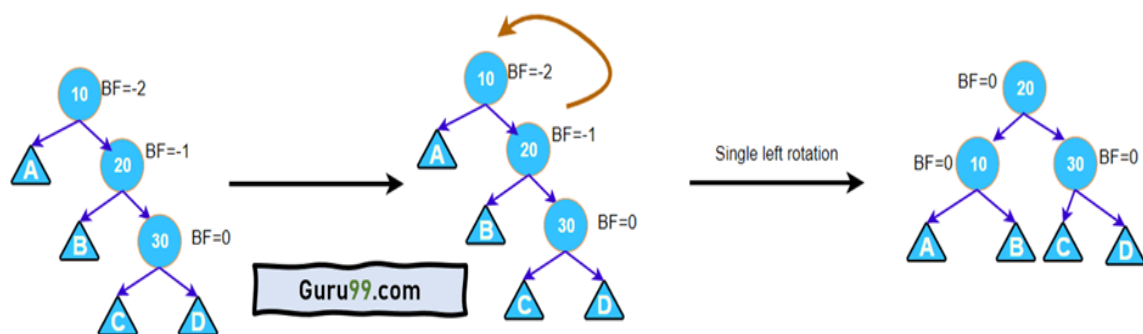 10 BF=-2
A
20 BF=-1
B
30 BF=0
C D
Guru99.com
10 BF=-2
A
20 BF=-1
B
30 BF=0
C D
Single left rotation
BF=0 20
BF=0 10 30 BF=0
A B C D